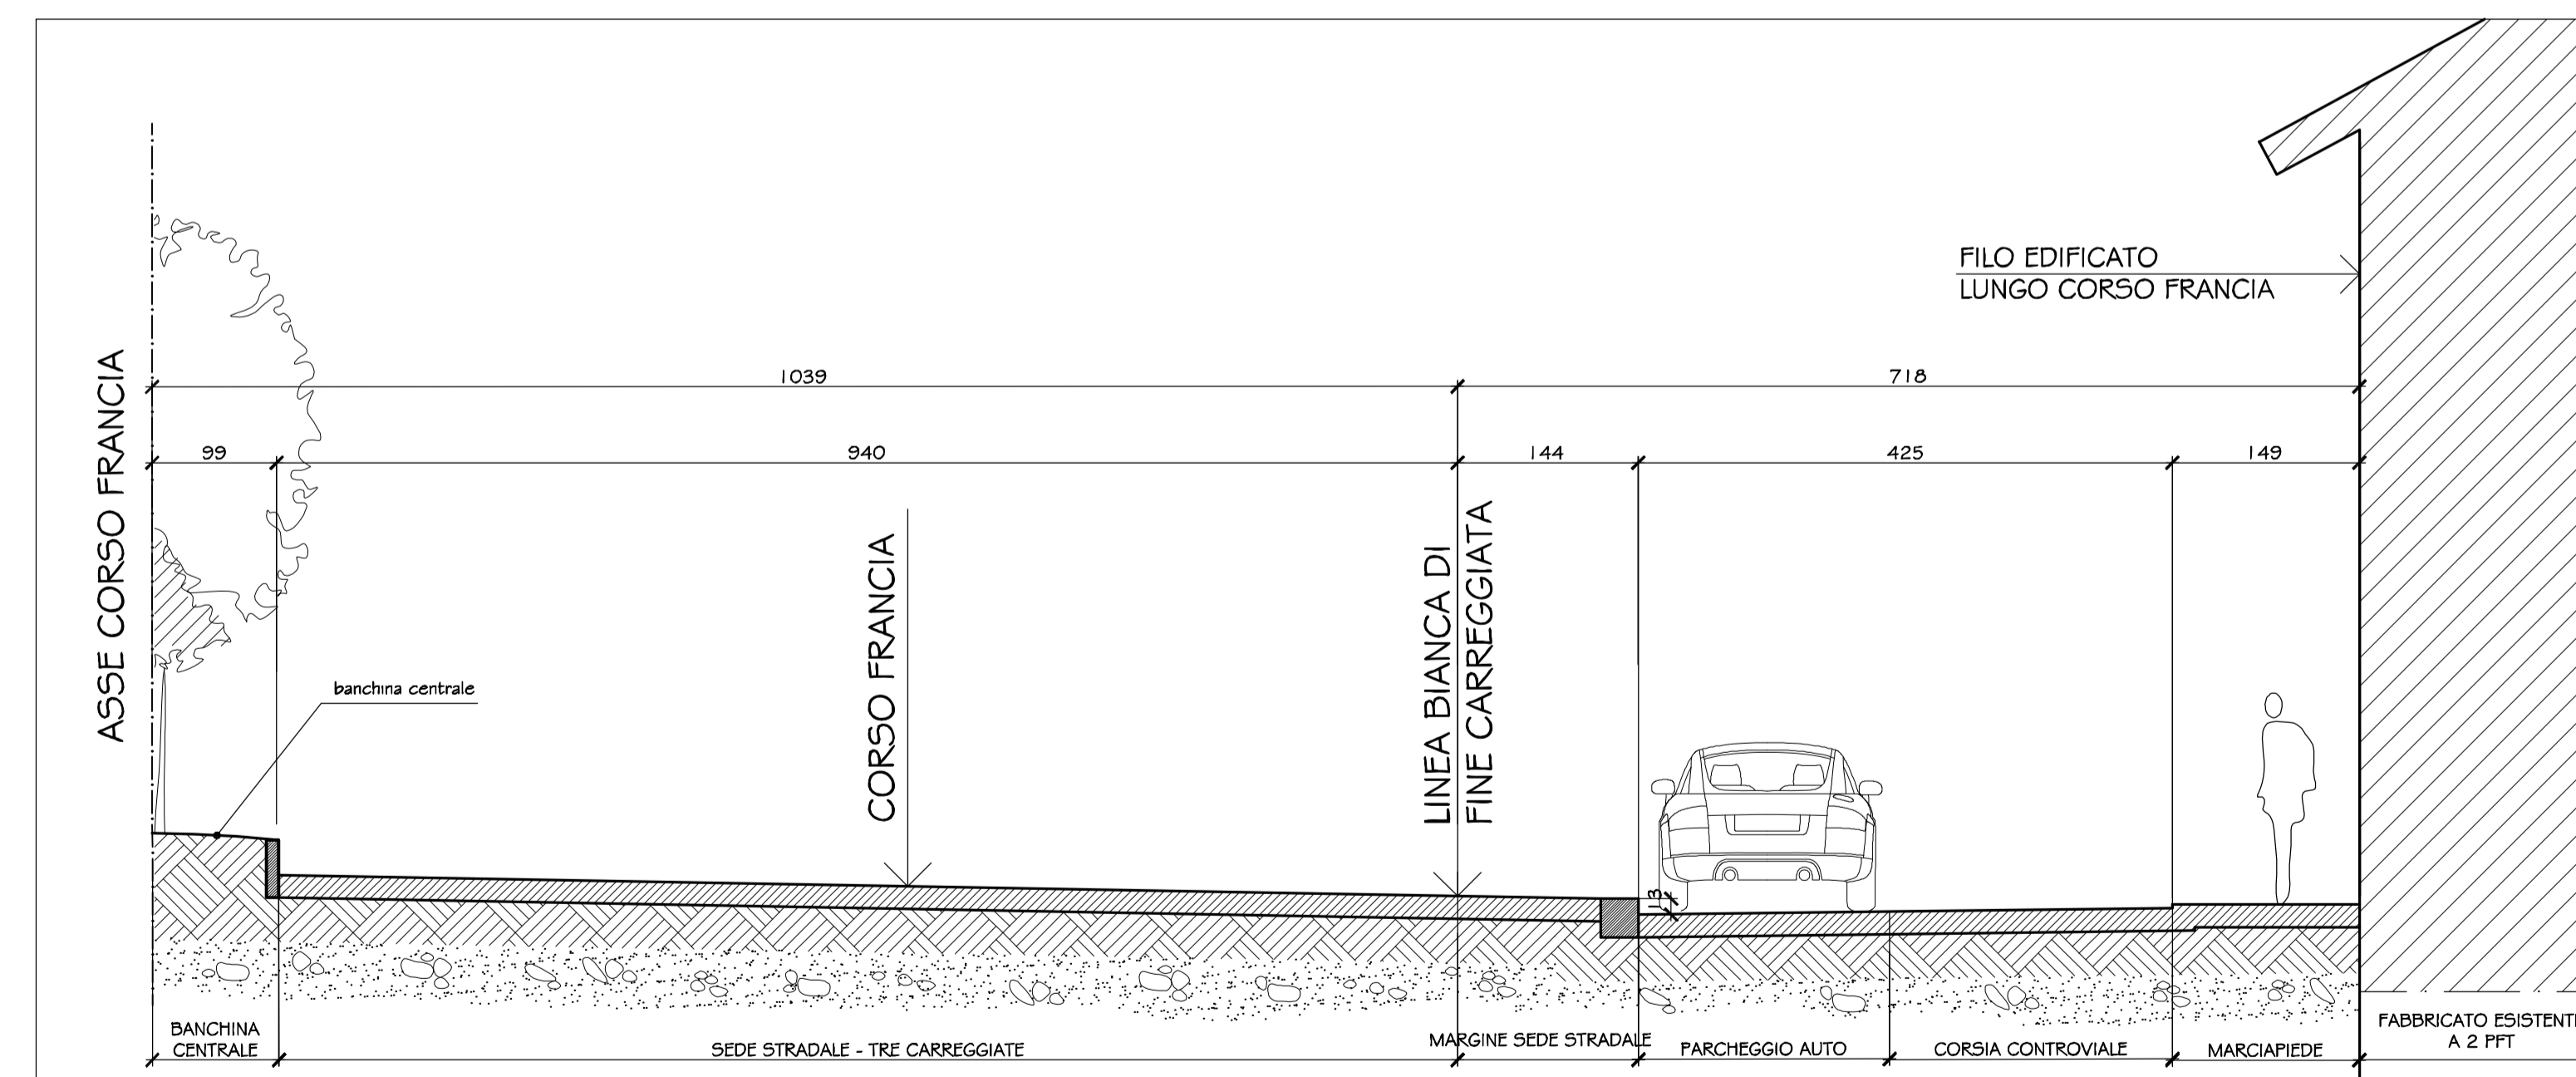 FILO EDIFICATO
LUNGO CORSO FRANCIA
1039
718
99
940
144
425
149
ASSE CORSO FRANCIA
CORSO FRANCIA
LINEA BIANCA DI
FINE CARREGGIATA
banchina centrale
13
BANCHINA
CENTRALE
SEDE STRADALE - TRE CARREGGIATE
MARGINE SEDE STRADALE
PARCHEGGIO AUTO
CORSIA CONTROVIALE
MARCIAPIEDE
FABBRICATO ESISTENTE
A 2 PFT